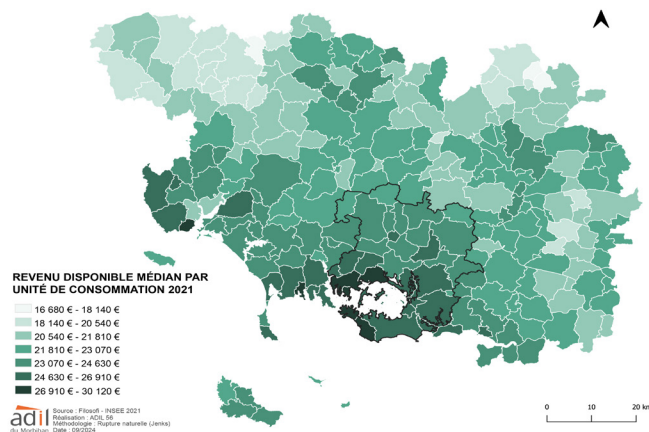 REVENU DISPONIBLE MÉDIAN PAR
UNITÉ DE CONSOMMATION 2021
16 680 € - 18 140 €
18 140 € - 20 540 €
20 540 € - 21 810 €
21 810 € - 23 070 €
23 070 € - 24 630 €
24 630 € - 26 910 €
26 910 € - 30 120 €
adil
du Morbihan
Source : Filosofi - INSEE 2021
Réalisation : ADIL 56
Méthodologie : Rupture naturelle (Jenks)
Date : 09/2024
0 10 20 km